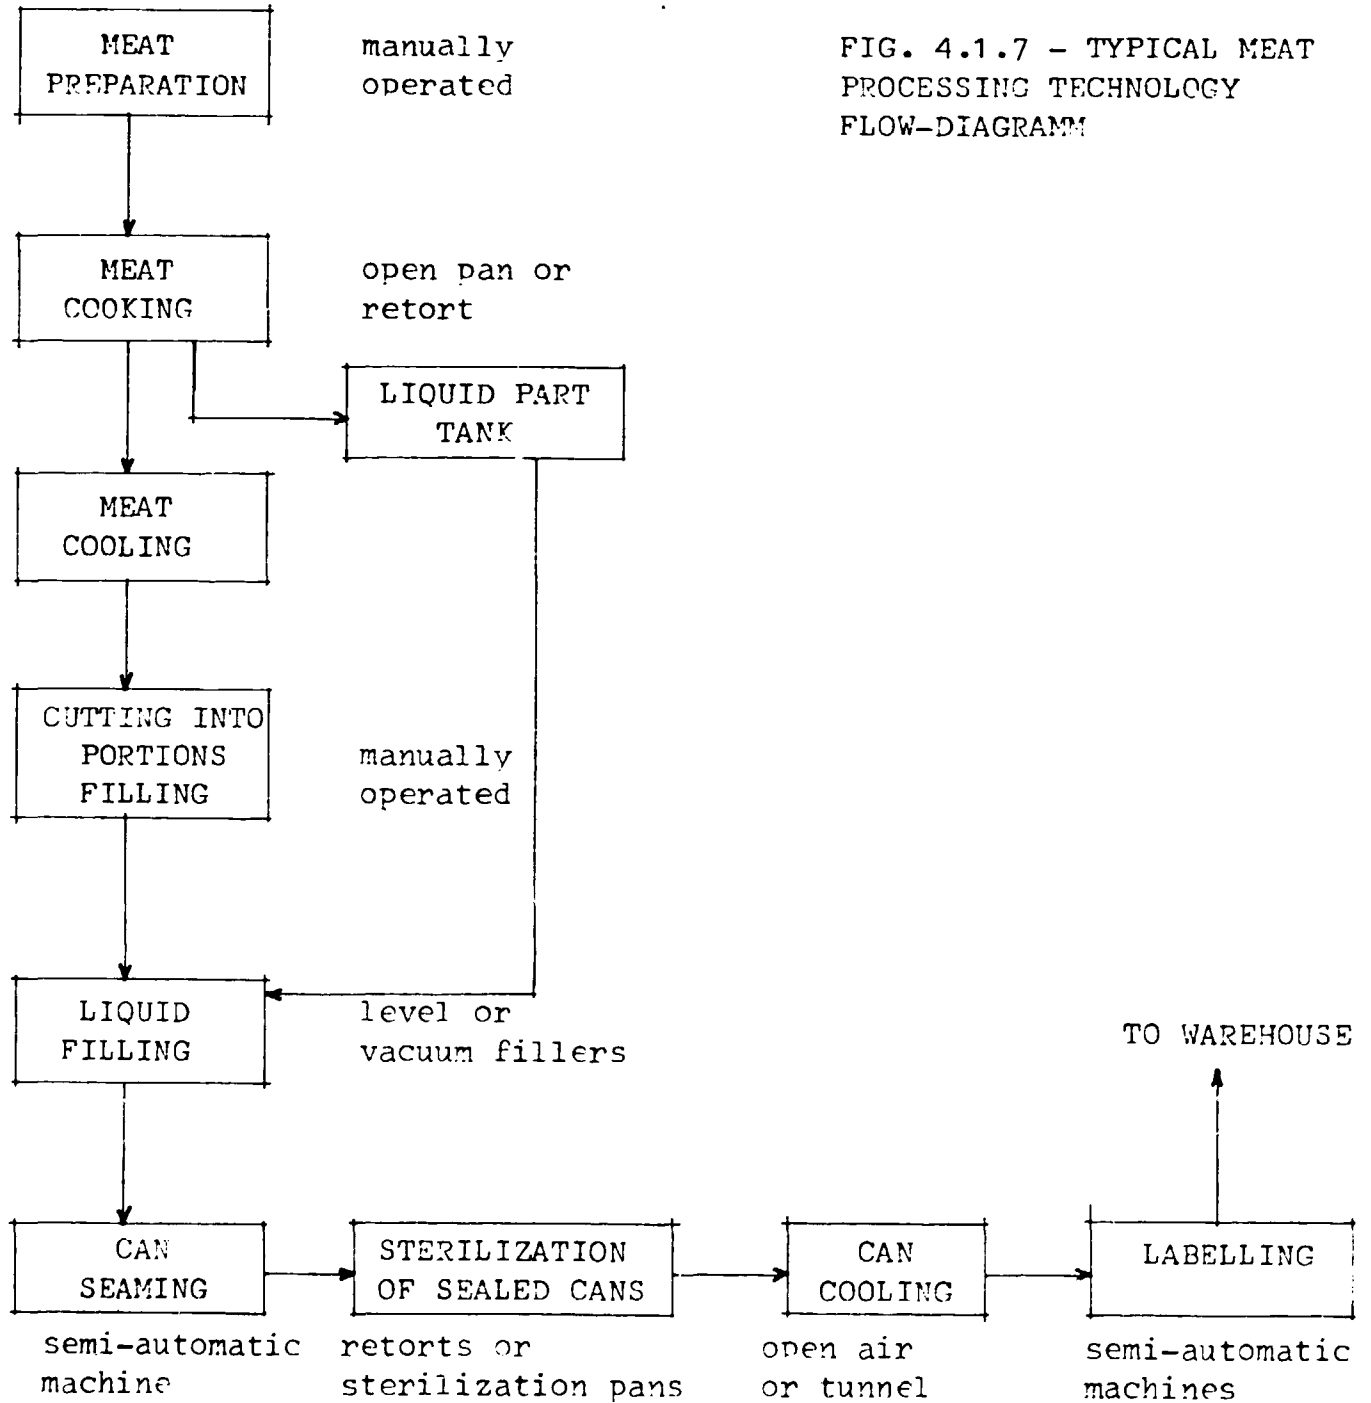 FIG. 4.1.7 - TYPICAL MEAT
PROCESSING TECHNOLOGY
FLOW-DIAGRAMM
MEAT
PREPARATION
manually
operated
MEAT
COOKING
open pan or
retort
LIQUID PART
TANK
MEAT
COOLING
CUTTING INTO
PORTIONS
FILLING
manually
operated
LIQUID
FILLING
level or
vacuum fillers
TO WAREHOUSE
CAN
SEAMING
semi-automatic
machine
STERILIZATION
OF SEALED CANS
retorts or
sterilization pans
CAN
COOLING
open air
or tunnel
LABELLING
semi-automatic
machines